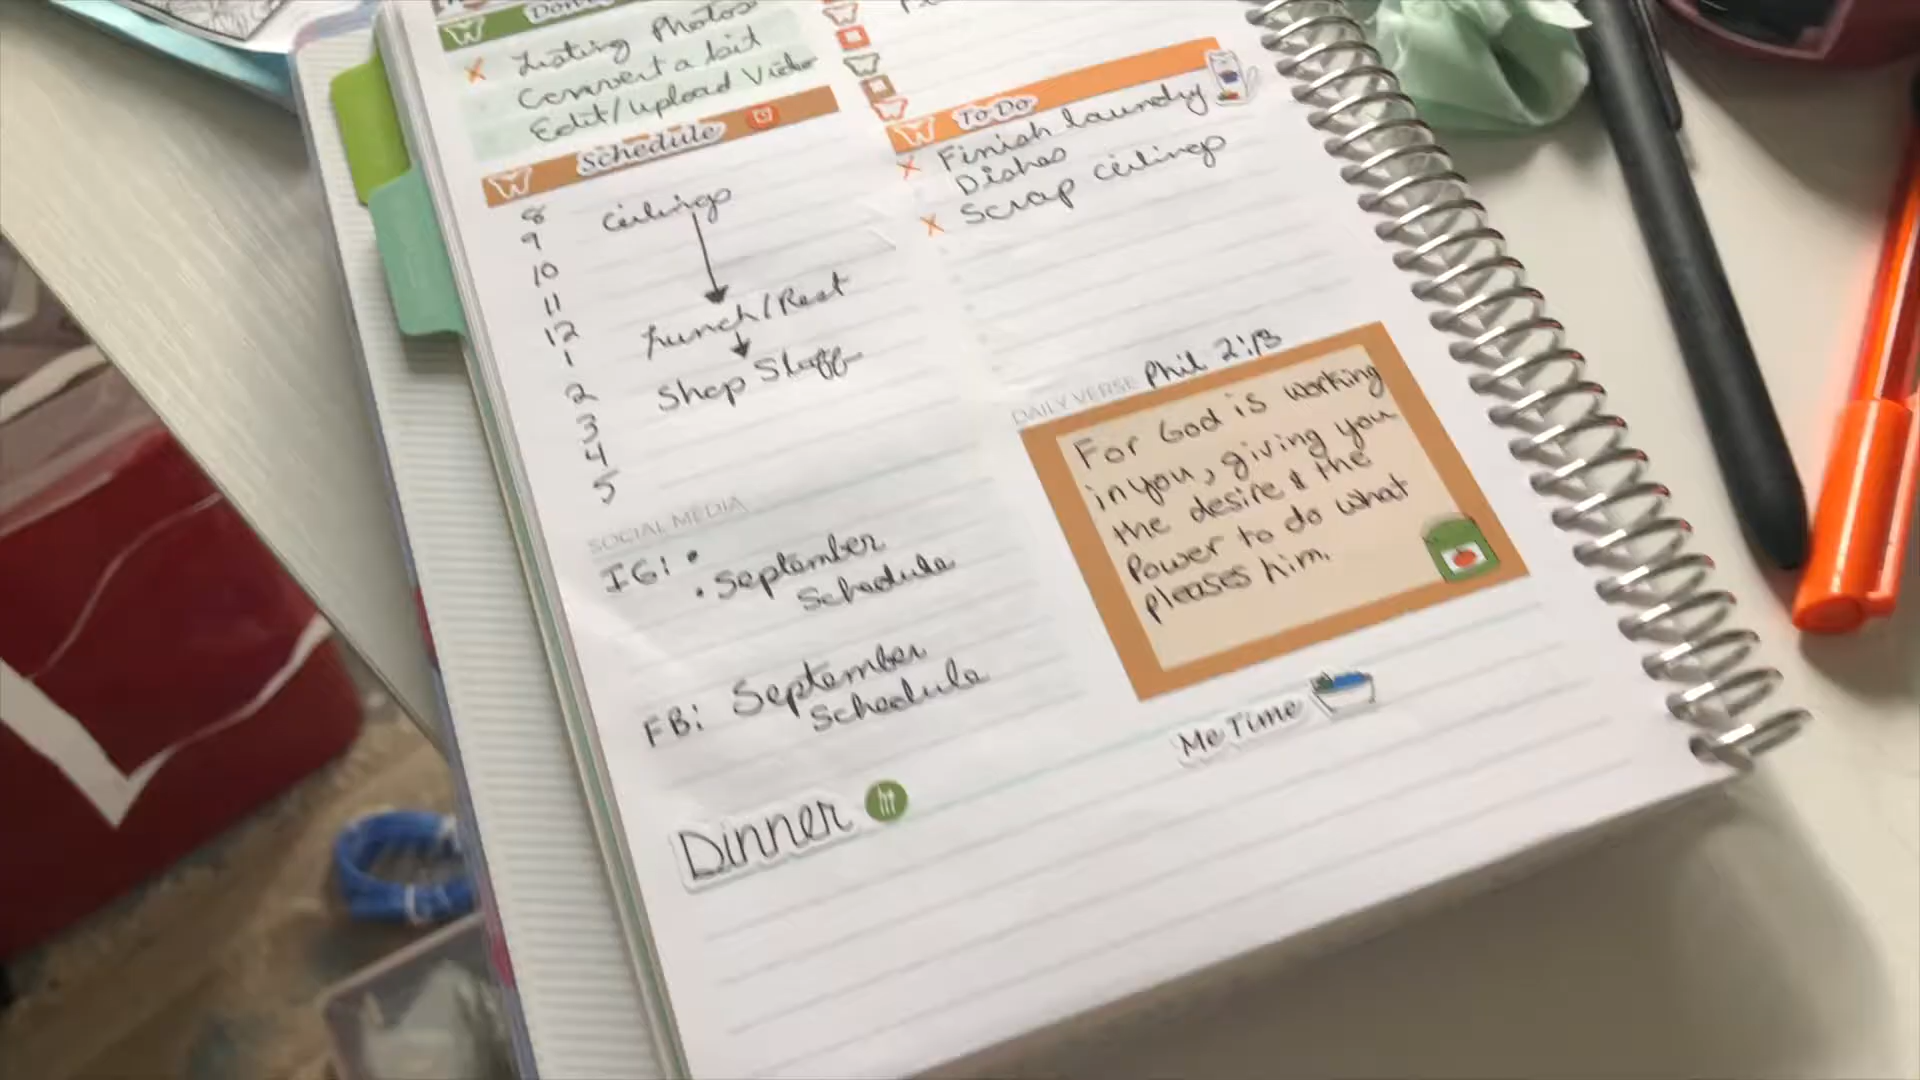 Listing Photos
Convert a bit
Edit/Upload Video
Schedule
8
9
10
11
12
1
2
3
4
5
Ceilings
Lunch/Rest
Shop Stuff
SOCIAL MEDIA
IG:
• September
Schedule
FB: September
Schedule
Dinner
To Do
X Finish laundry
Dishes
X Scrap ceilings
DAILY VERSE Phil 2:13
For God is working
in you, giving you
the desire & the
Power to do what
pleases him.
Me Time